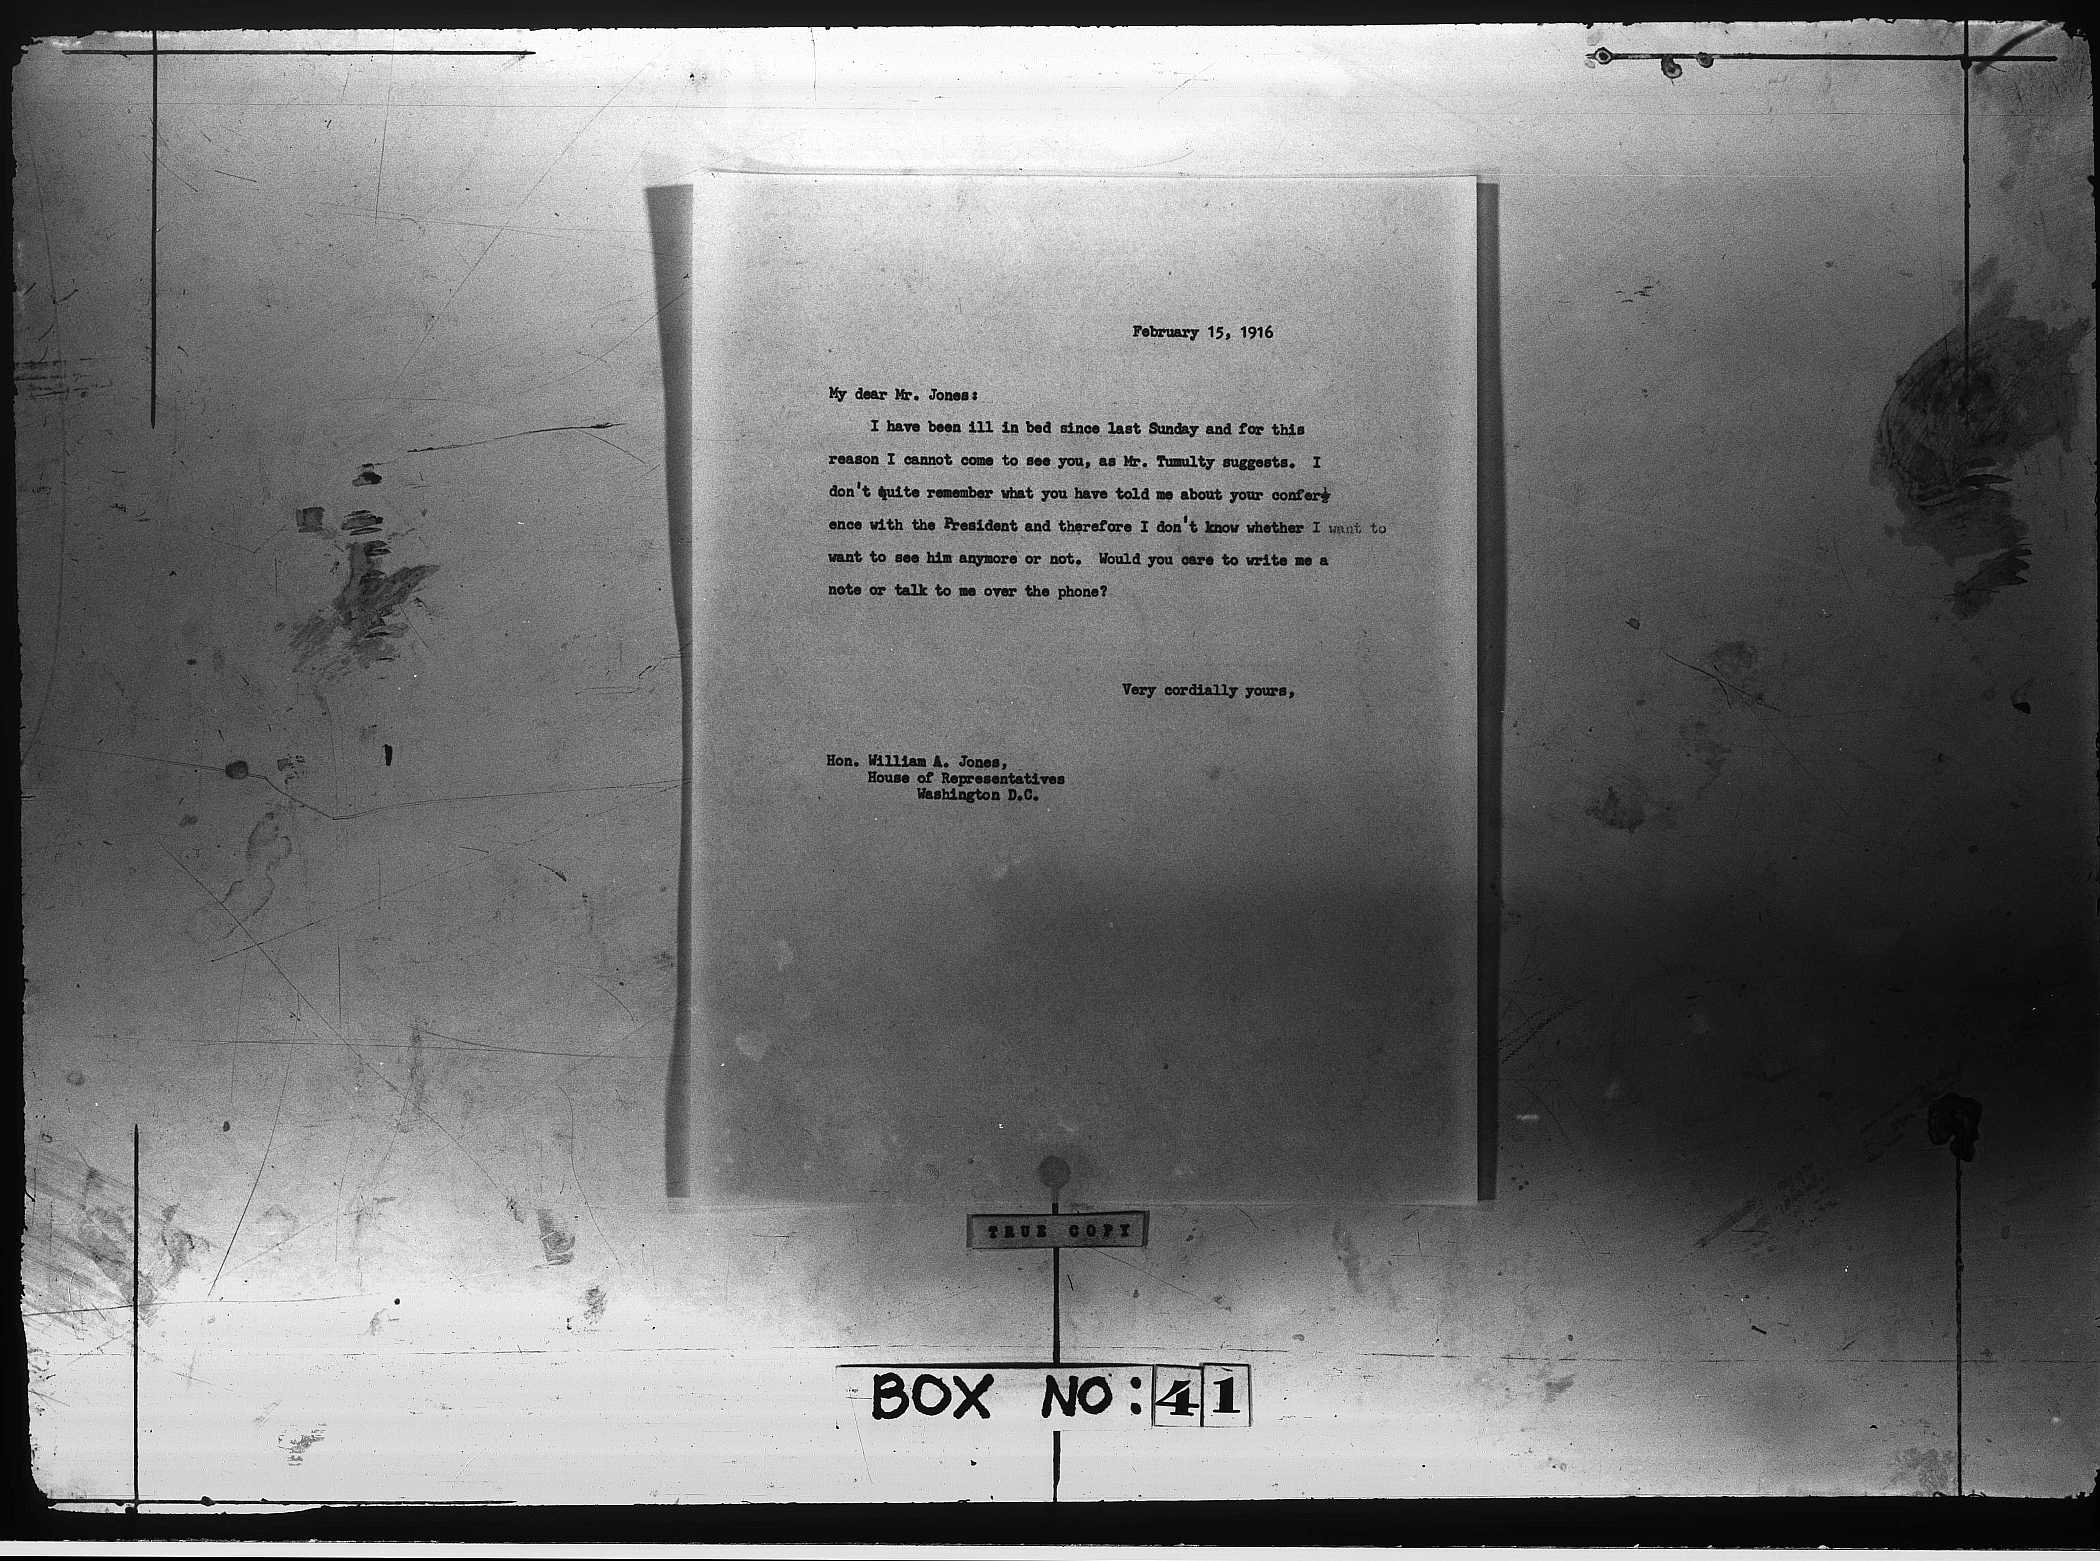 February 15, 1916
My dear Mr. Jones:
I have been ill in bed since last Sunday and for this
reason I cannot come to see you, as Mr. Tumulty suggests. I
don't quite remember what you have told me about your confer-
ence with the President and therefore I don't know whether I want to
want to see him anymore or not. Would you care to write me a
note or talk to me over the phone?
Very cordially yours,
Hon. William A. Jones,
House of Representatives
Washington D.C.
TRUE COPY
BOX NO: 41